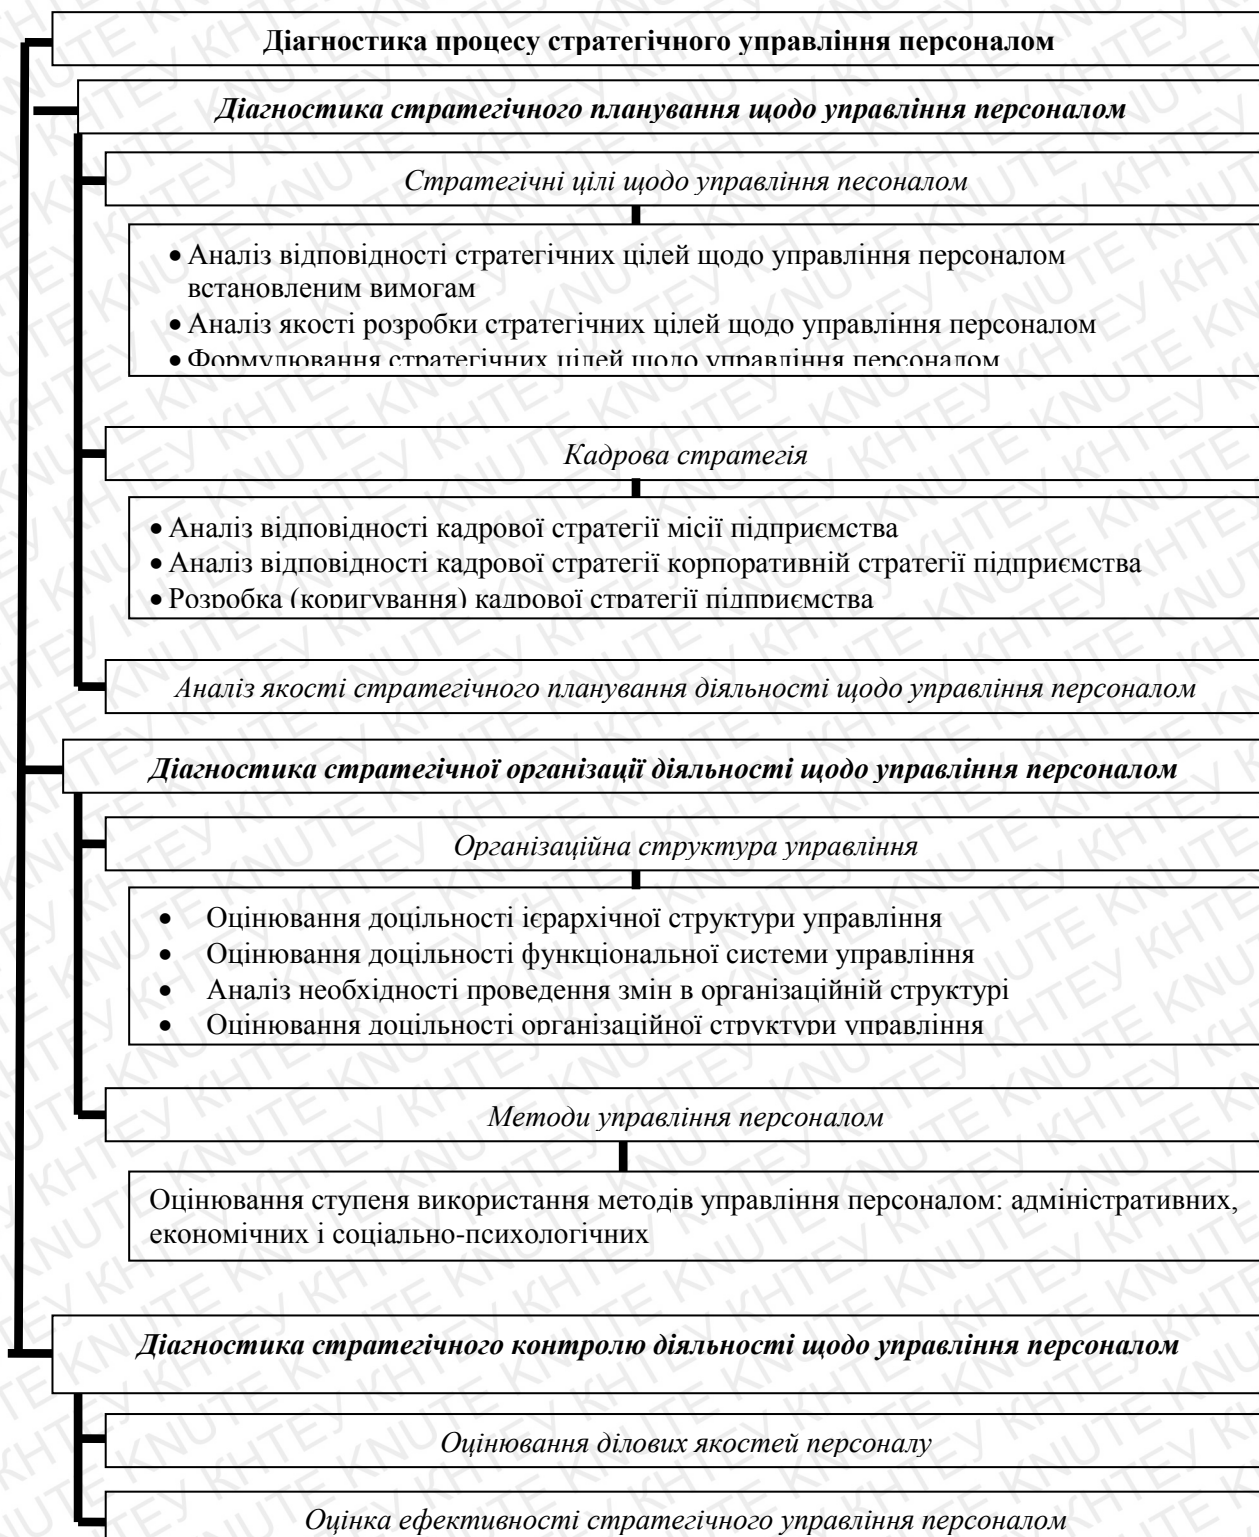 Діагностика процесу стратегічного управління персоналом
Діагностика стратегічного планування щодо управління персоналом
Стратегічні цілі щодо управління песоналом
• Аналіз відповідності стратегічних цілей щодо управління персоналом
встановленим вимогам
• Аналіз якості розробки стратегічних цілей щодо управління персоналом
• Формулювання стратегічних цілей щодо управління персоналом
Кадрова стратегія
• Аналіз відповідності кадрової стратегії місії підприємства
• Аналіз відповідності кадрової стратегії корпоративній стратегії підприємства
• Розробка (коригування) кадрової стратегії підприємства
Аналіз якості стратегічного планування діяльності щодо управління персоналом
Діагностика стратегічної організації діяльності щодо управління персоналом
Організаційна структура управління
• Оцінювання доцільності ієрархічної структури управління
• Оцінювання доцільності функціональної системи управління
• Аналіз необхідності проведення змін в організаційній структурі
• Оцінювання доцільності організаційної структури управління
Методи управління персоналом
Оцінювання ступеня використання методів управління персоналом: адміністративних,
економічних і соціально-психологічних
Діагностика стратегічного контролю діяльності щодо управління персоналом
Оцінювання ділових якостей персоналу
Оцінка ефективності стратегічного управління персоналом